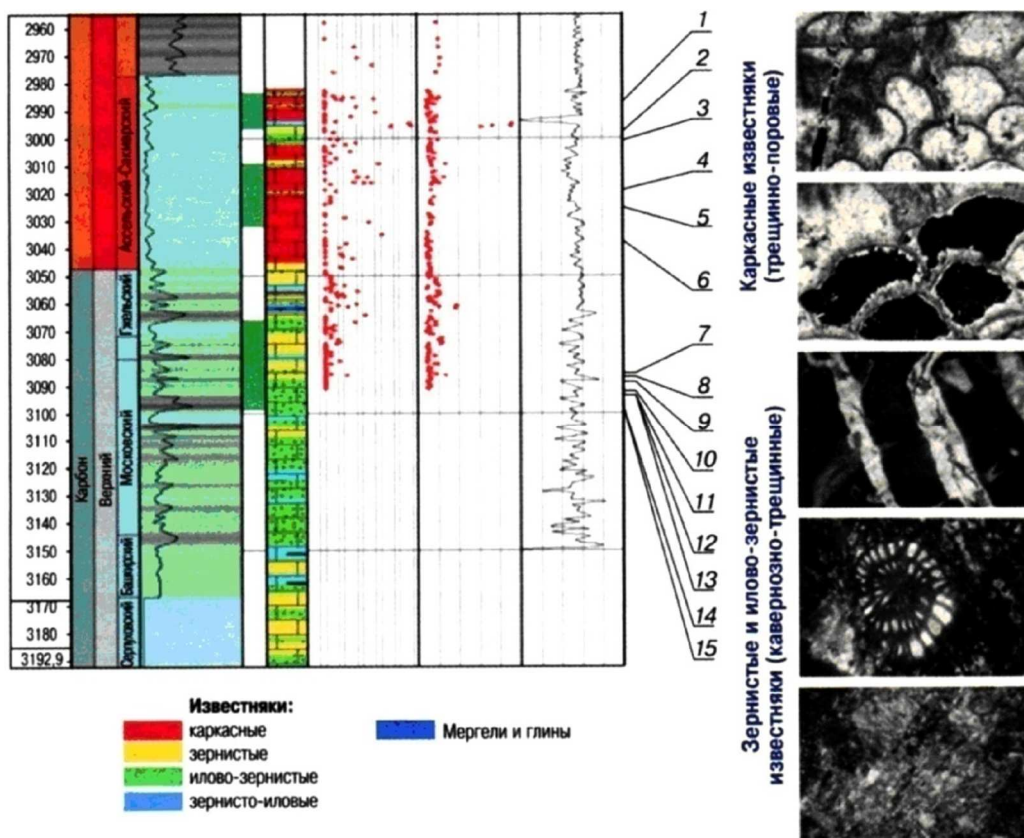 2960
2970
2980
2990
3000
3010
3020
3030
3040
3050
3060
3070
3080
3090
3100
3110
3120
3130
3140
3150
3160
3170
3180
3192.9
Карбон
Верхний
Ассельский-Сакмарский
Гжельский
Московский
Башкирский
Серпуховский
1
2
3
4
5
6
7
8
9
10
11
12
13
14
15
Каркасные известняки
(трещинно-поровые)
Зернистые и илово-зернистые
известняки (кавернозно-трещинные)
Известняки:
каркасные
зернистые
илово-зернистые
зернисто-иловые
Мергели и глины